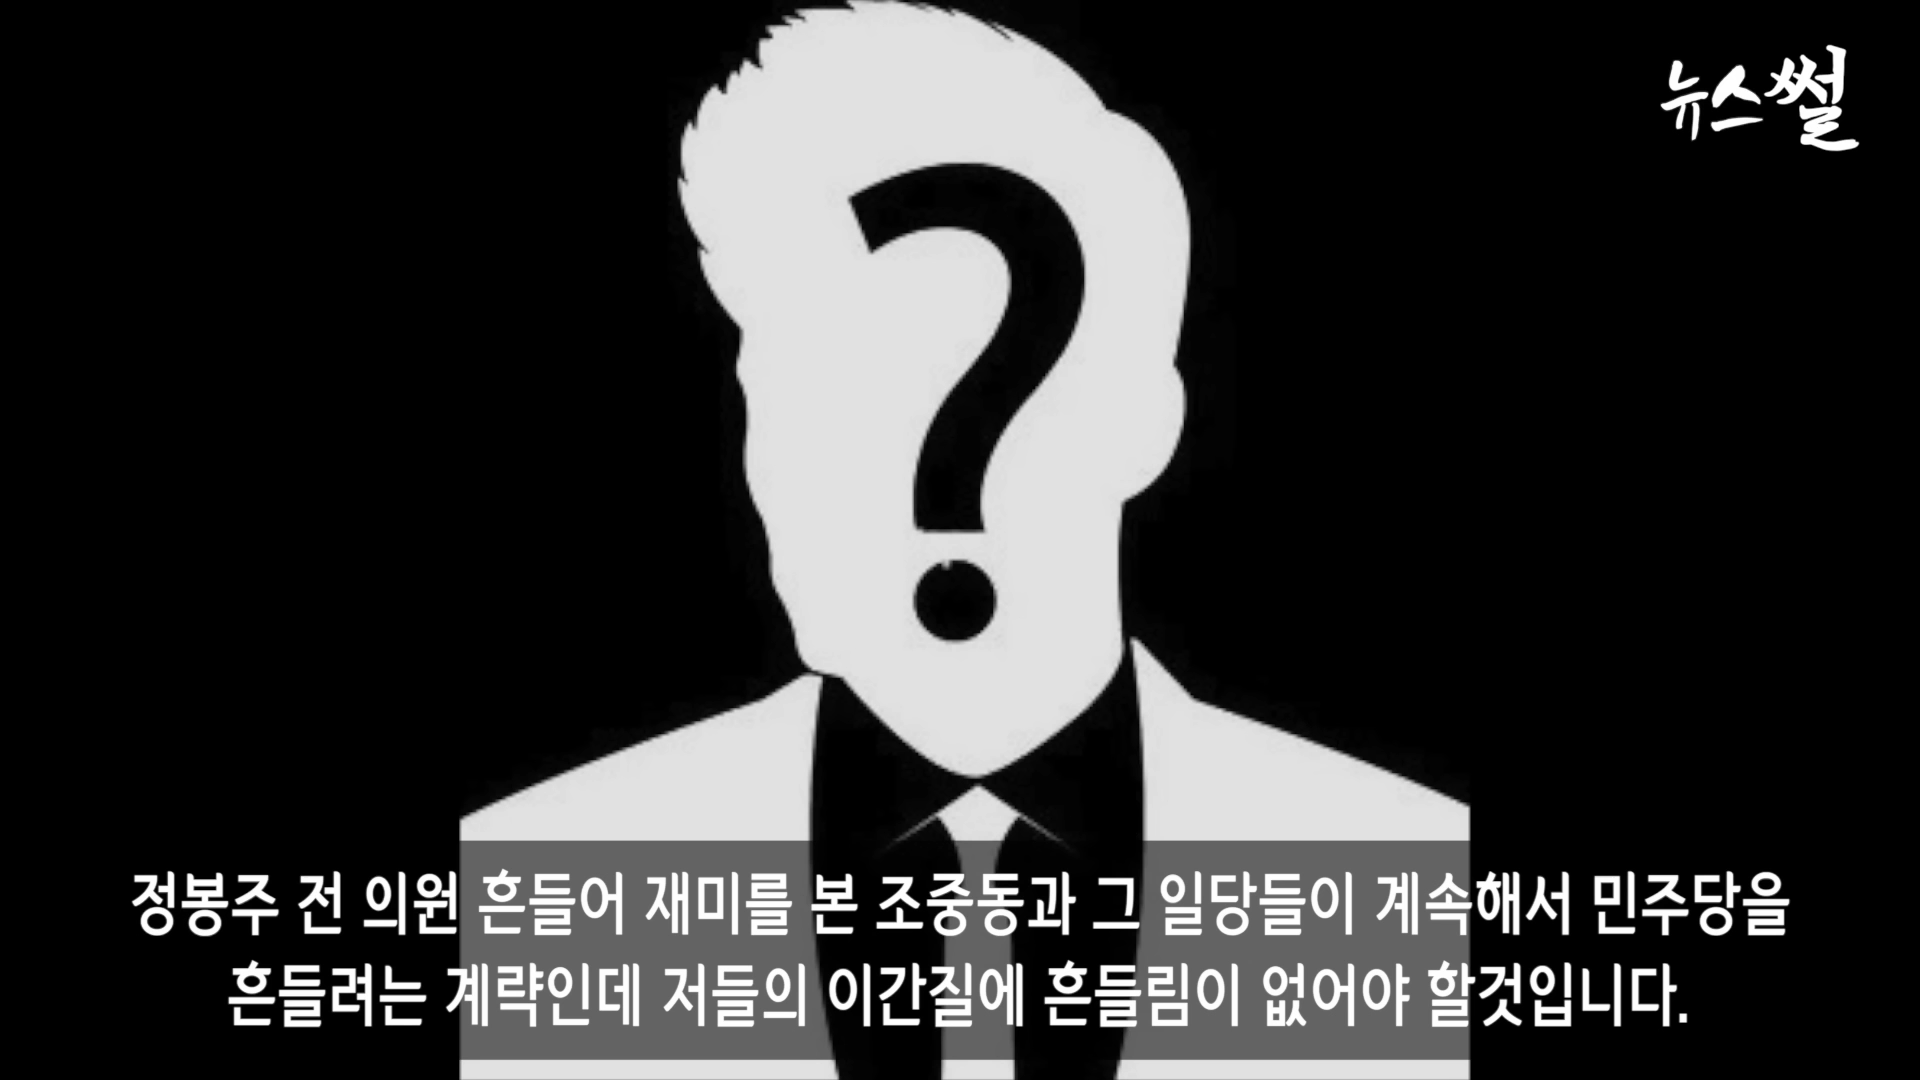 뉴스썰
정봉주 전 의원 흔들어 재미를 본 조중동과 그 일당들이 계속해서 민주당을
흔들려는 계략인데 저들의 이간질에 흔들림이 없어야 할것입니다.